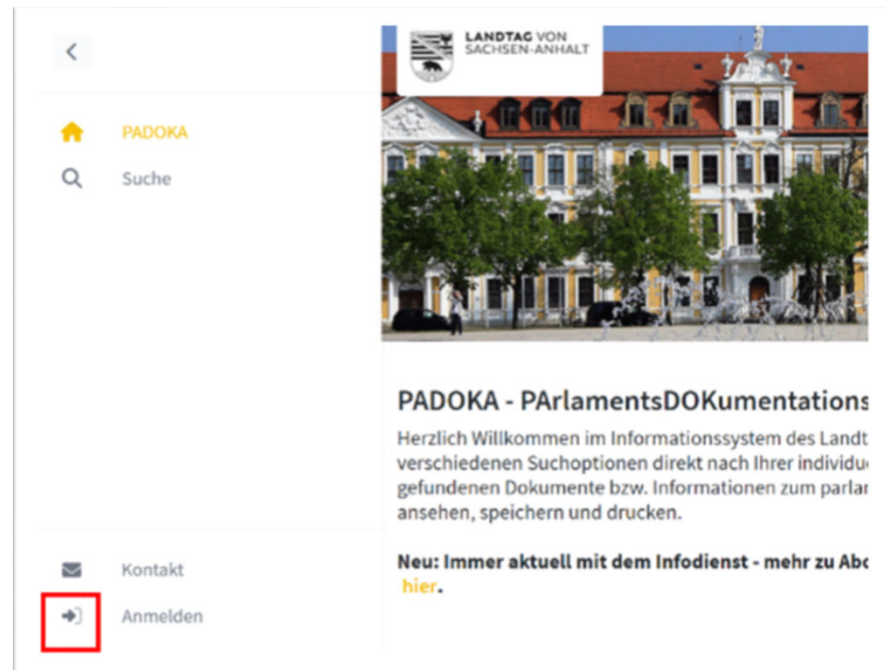 LANDTAG VON
SACHSEN-ANHALT
PADOKA
Suche
PADOKA - PArlamentsDOKumentations
Herzlich Willkommen im Informationssystem des Landt
verschiedenen Suchoptionen direkt nach Ihrer individu
gefundenen Dokumente bzw. Informationen zum parlar
ansehen, speichern und drucken.
Neu: Immer aktuell mit dem Infodienst - mehr zu Abo
hier.
Kontakt
Anmelden